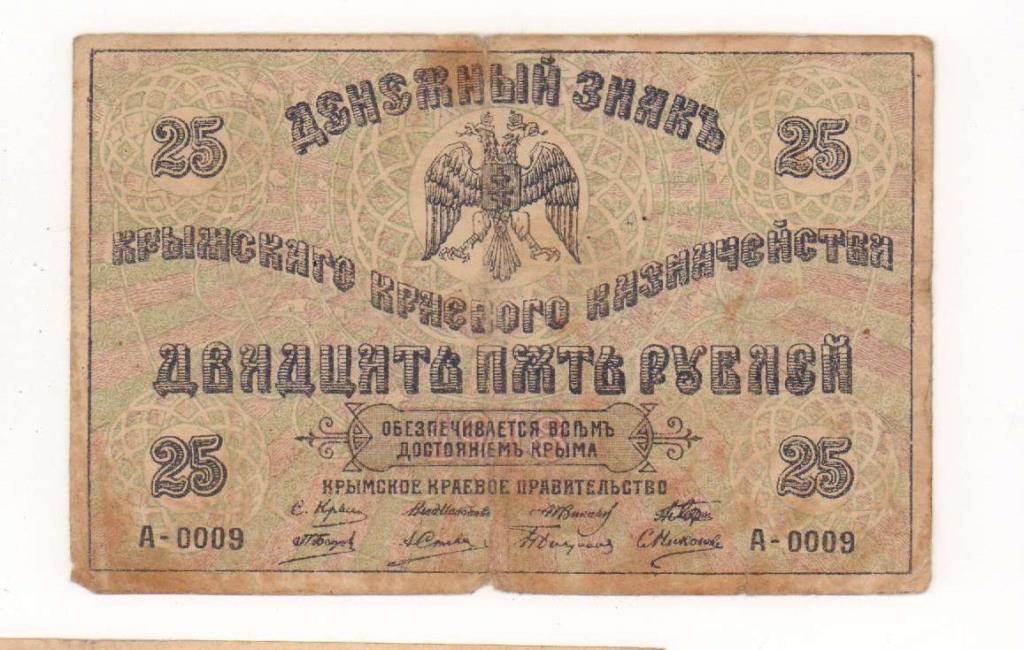 ДЕНЕЖНЫЙ ЗНАКЪ
25 25
КРЫМСКАГО КРАЕВОГО КАЗНАЧЕЙСТВА
ДВАДЦАТЬ ПЯТЬ РУБЛЕЙ
25 25
ОБЕЗПЕЧИВАЕТСЯ ВСѢМЪ
ДОСТОЯНІЕМЪ КРЫМА
КРЫМСКОЕ КРАЕВОЕ ПРАВИТЕЛЬСТВО
С. Крым
А-0009 А-0009